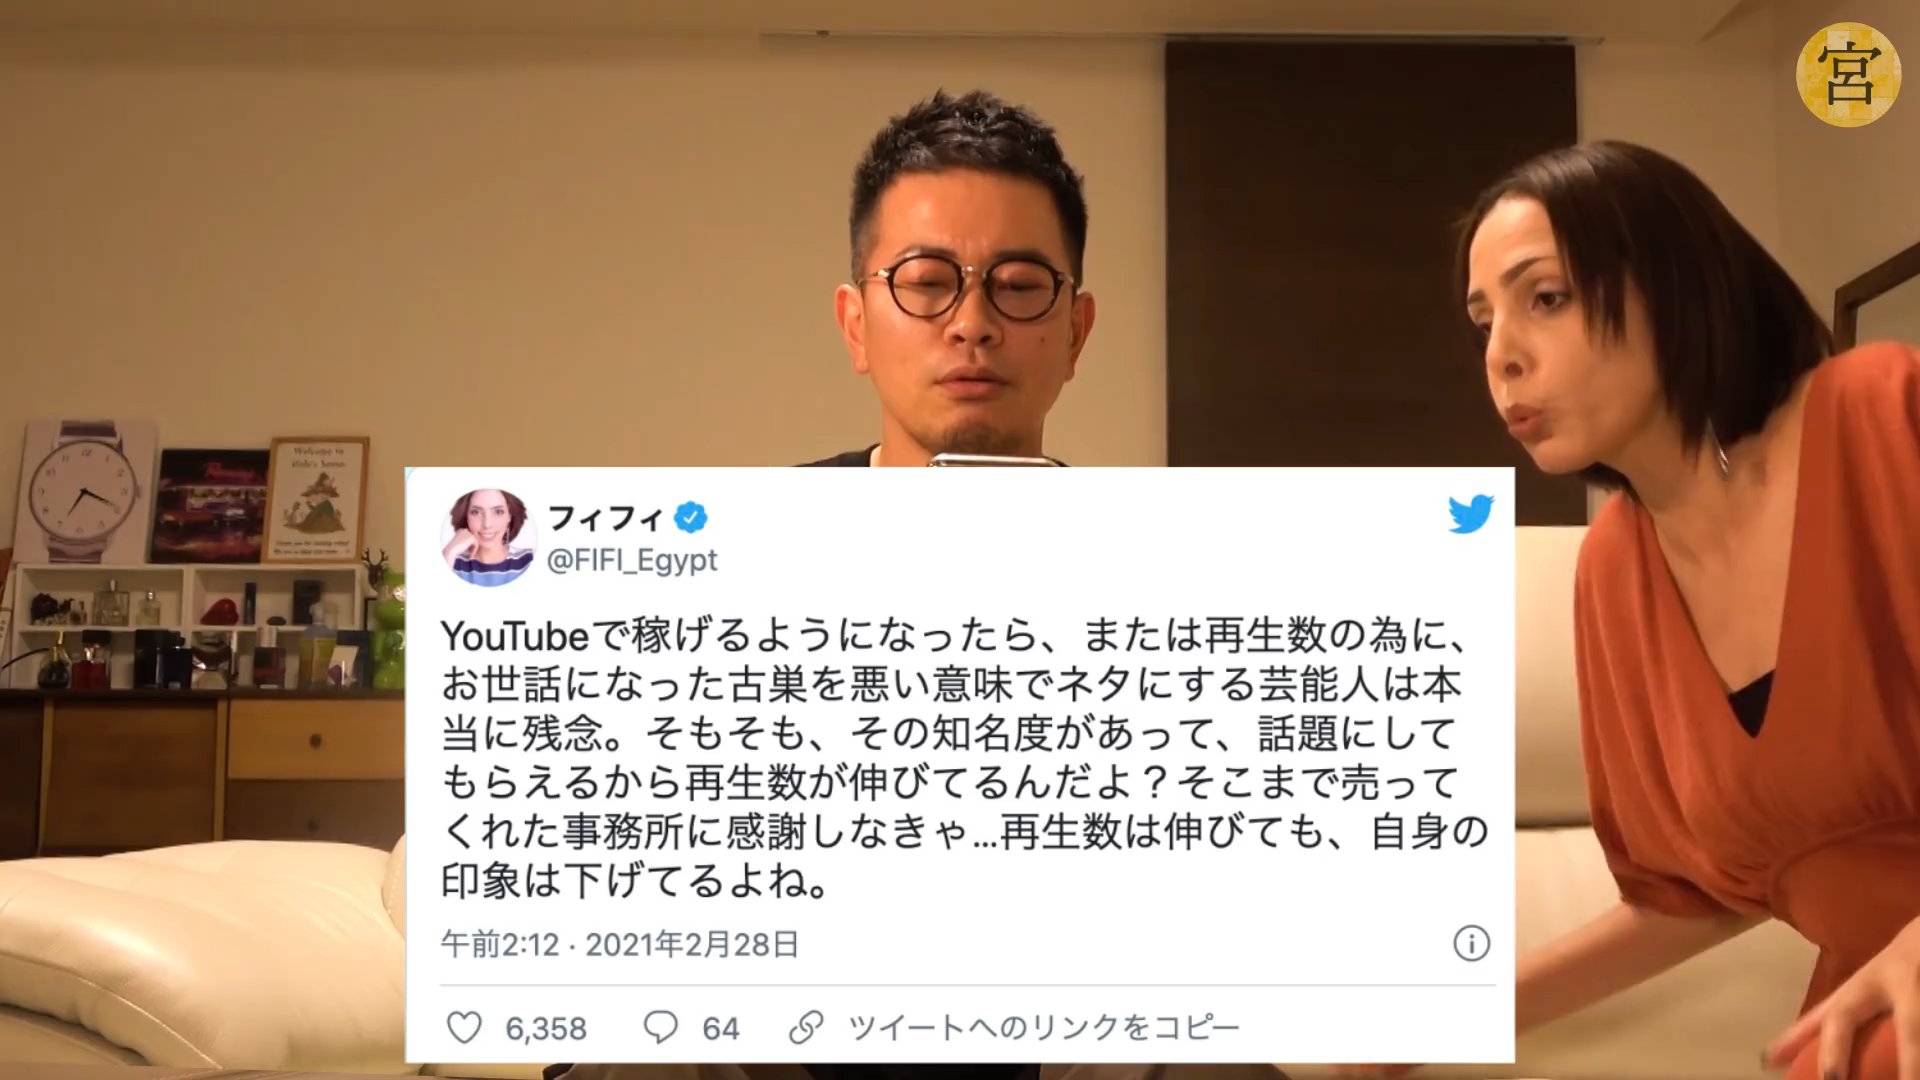 宮
Welcome to
フィフィ
@FIFI_Egypt
YouTubeで稼げるようになったら、または再生数の為に、
お世話になった古巣を悪い意味でネタにする芸能人は本
当に残念。そもそも、その知名度があって、話題にして
もらえるから再生数が伸びてるんだよ？そこまで売って
くれた事務所に感謝しなきゃ...再生数は伸びても、自身の
印象は下げてるよね。
午前2:12 · 2021年2月28日
6,358
64
ツイートへのリンクをコピー